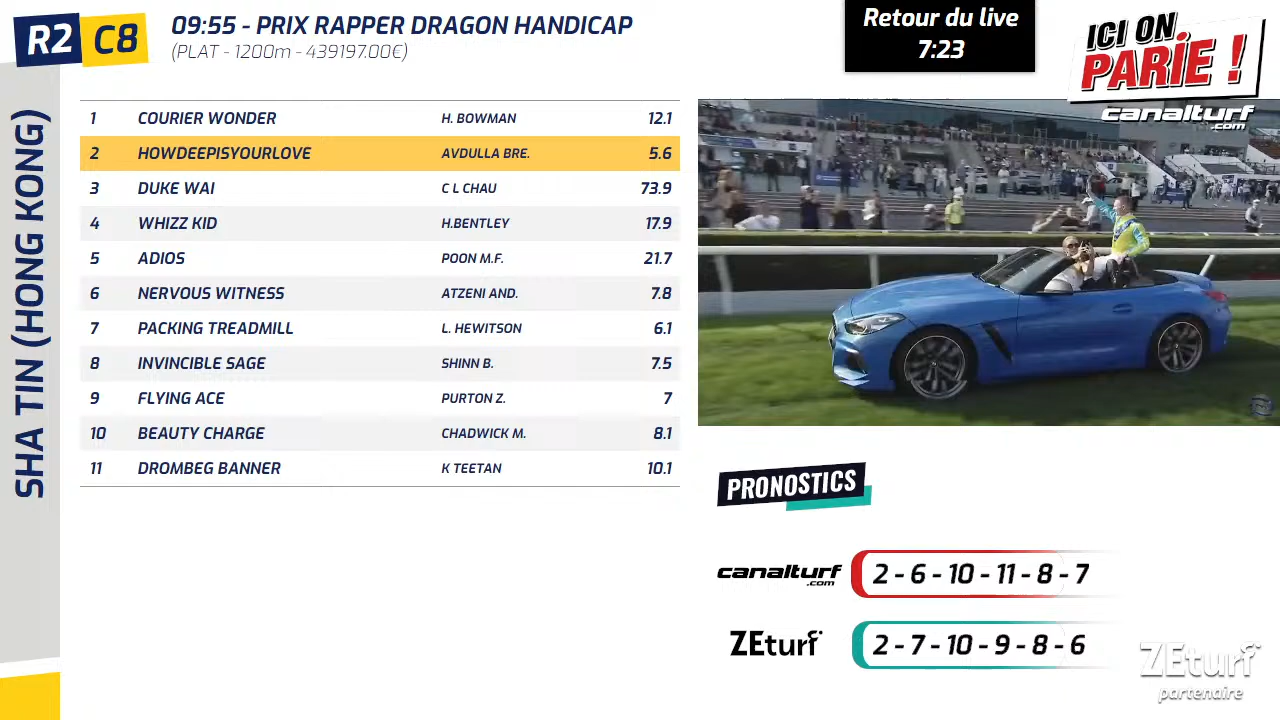 R2 C8
09:55 - PRIX RAPPER DRAGON HANDICAP
(PLAT - 1200m - 439197.00€)
Retour du live
7:23
ICI ON
PARIE !
canalturf
.com
SHA TIN (HONG KONG)
1 COURIER WONDER H. BOWMAN 12.1
2 HOWDEEPISYOURLOVE AVDULLA BRE. 5.6
3 DUKE WAI C L CHAU 73.9
4 WHIZZ KID H.BENTLEY 17.9
5 ADIOS POON M.F. 21.7
6 NERVOUS WITNESS ATZENI AND. 7.8
7 PACKING TREADMILL L. HEWITSON 6.1
8 INVINCIBLE SAGE SHINN B. 7.5
9 FLYING ACE PURTON Z. 7
10 BEAUTY CHARGE CHADWICK M. 8.1
11 DROMBEG BANNER K TEETAN 10.1
PRONOSTICS
canalturf
.com
2 - 6 - 10 - 11 - 8 - 7
ZEturf
2 - 7 - 10 - 9 - 8 - 6
ZEturf
partenaire